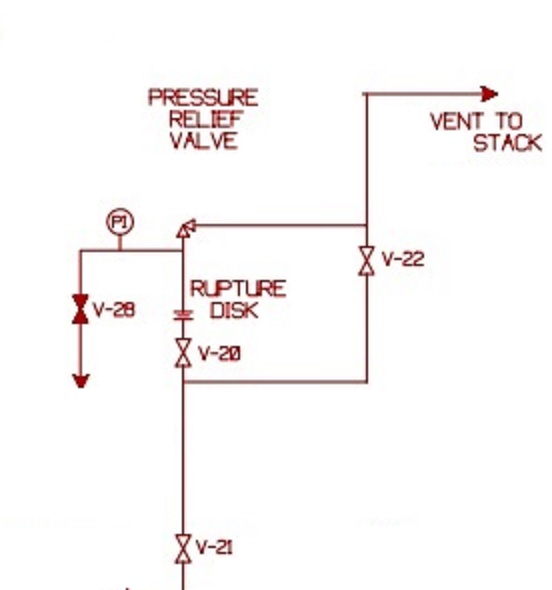 PRESSURE
RELIEF
VALVE
VENT TO
STACK
PI
V-22
RUPTURE
DISK
V-28
V-20
V-21